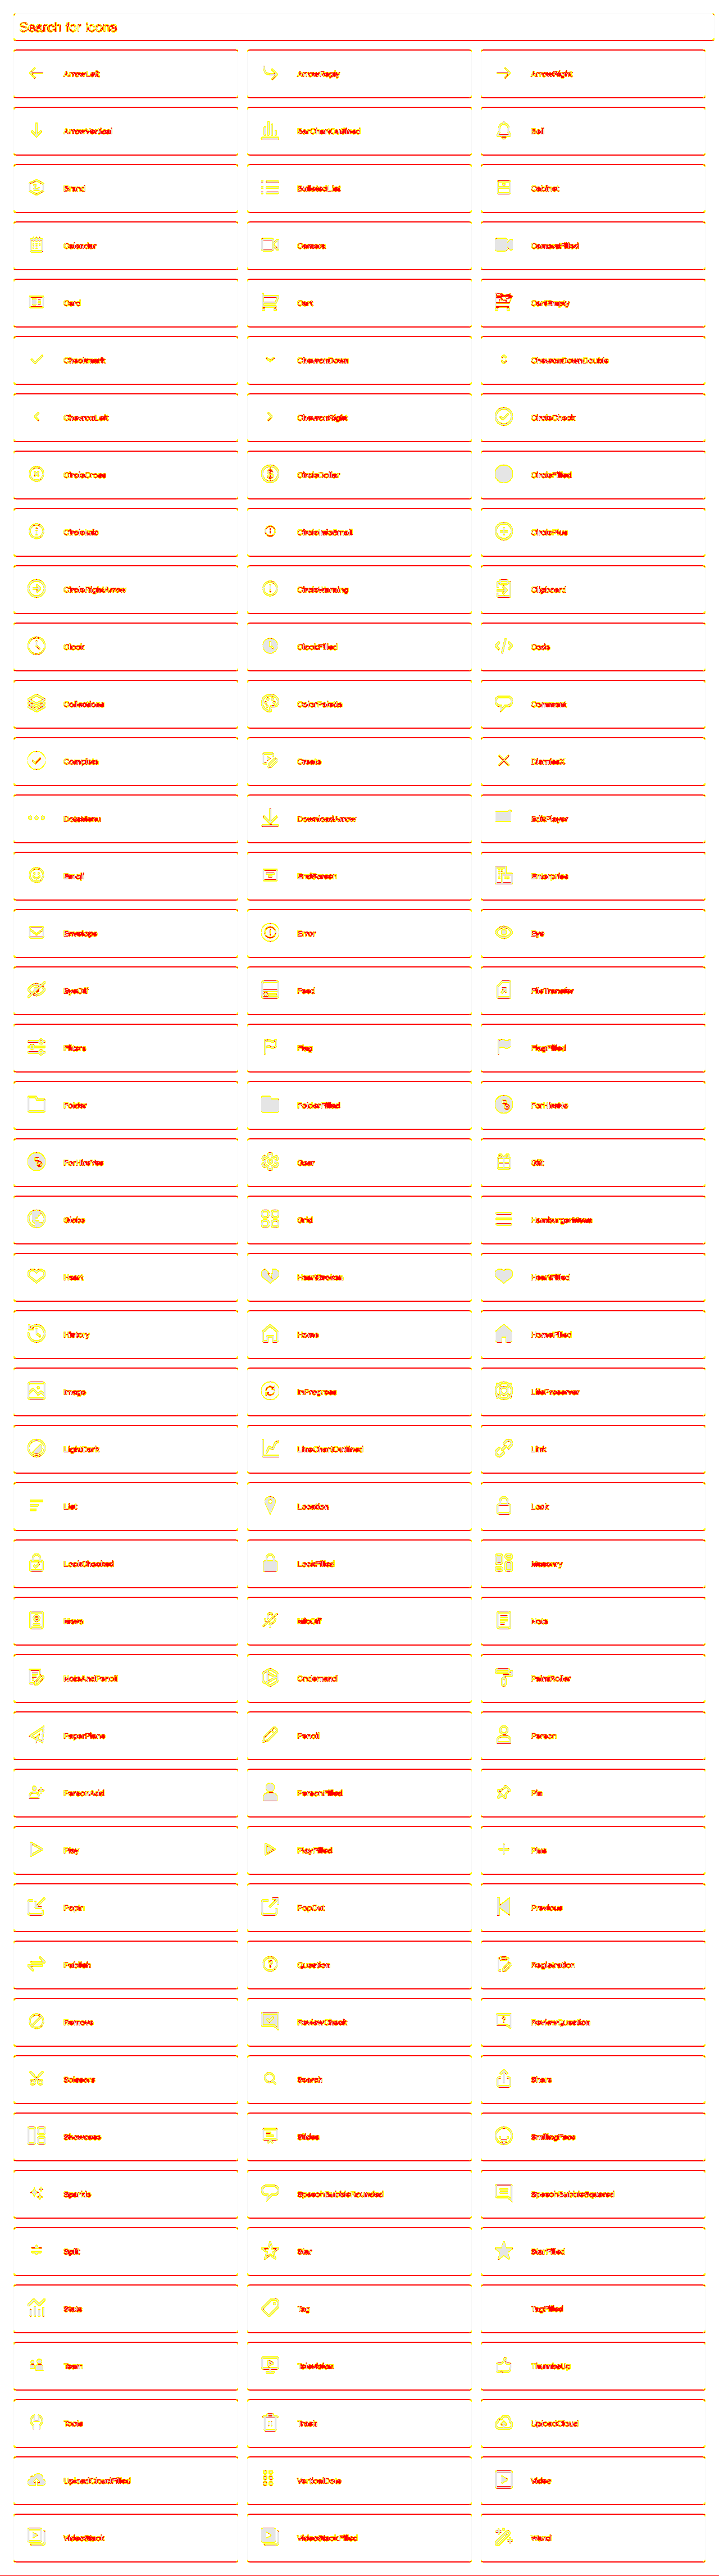 Search for Icons
ArrowLeft ArrowReply ArrowRight
ArrowVertical BarChartOutlined Bell
Brand BulletedList Cabinet
Calendar Camera CameraFilled
Card Cart CartEmpty
Checkmark ChevronDown ChevronDownDouble
ChevronLeft ChevronRight CircleCheck
CircleCross CircleDollar CircleFilled
CircleInfo CircleInfoSmall CirclePlus
CircleRightArrow CircleWarning Clipboard
Clock ClockFilled Code
Collections ColorPalette Comment
Complete Create DismissX
DotsMenu DownloadArrow EditPlayer
Emoji EndScreen Enterprise
Envelope Error Eye
EyeOff Feed FileTransfer
Filters Flag FlagFilled
Folder FolderFilled ForHireNo
ForHireYes Gear Gift
Globe Grid HamburgerMenu
Heart HeartBroken HeartFilled
History Home HomeFilled
Image InProgress LifePreserver
LightDark LineChartOutlined Link
List Location Lock
LockChecked LockFilled Masonry
News NixOff Note
NoteAndPencil Ondemand PaintRoller
PaperPlane Pencil Person
PersonAdd PersonFilled Pin
Play PlayFilled Plus
PopIn PopOut Previous
Publish Question Registration
Remove ReviewCheck ReviewQuestion
Scissors Search Share
Showcase Slides SmilingFace
Sparkle SpeechBubbleRounded SpeechBubbleSquared
Split Star StarFilled
Stats Tag TagFilled
Team Television ThumbsUp
Tools Trash UploadCloud
UploadCloudFilled VerticalDots Video
VideoStack VideoStackFilled Wand